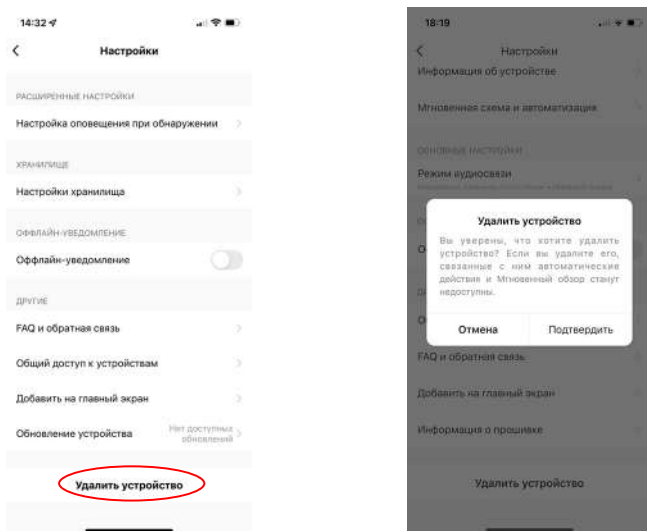 14:32
Настройки
РАСШИРЕННЫЕ НАСТРОЙКИ
Настройка оповещения при обнаружении
ХРАНИЛИЩЕ
Настройки хранилища
ОФФЛАЙН-УВЕДОМЛЕНИЕ
Оффлайн-уведомление
ДРУГИЕ
FAQ и обратная связь
Общий доступ к устройствам
Добавить на главный экран
Обновление устройства
Нет доступных
обновлений
Удалить устройство
18:19
Настройки
Информация об устройстве
Мгновенная схема и автоматизация
ОСНОВНЫЕ НАСТРОЙКИ
Режим аудиосвязи
Удалить устройство
Вы уверены, что хотите удалить
устройство? Если вы удалите его,
связанные с ним автоматические
действия и Мгновенный обзор станут
недоступны.
Отмена Подтвердить
FAQ и обратная связь
Добавить на главный экран
Информация о прошивке
Удалить устройство